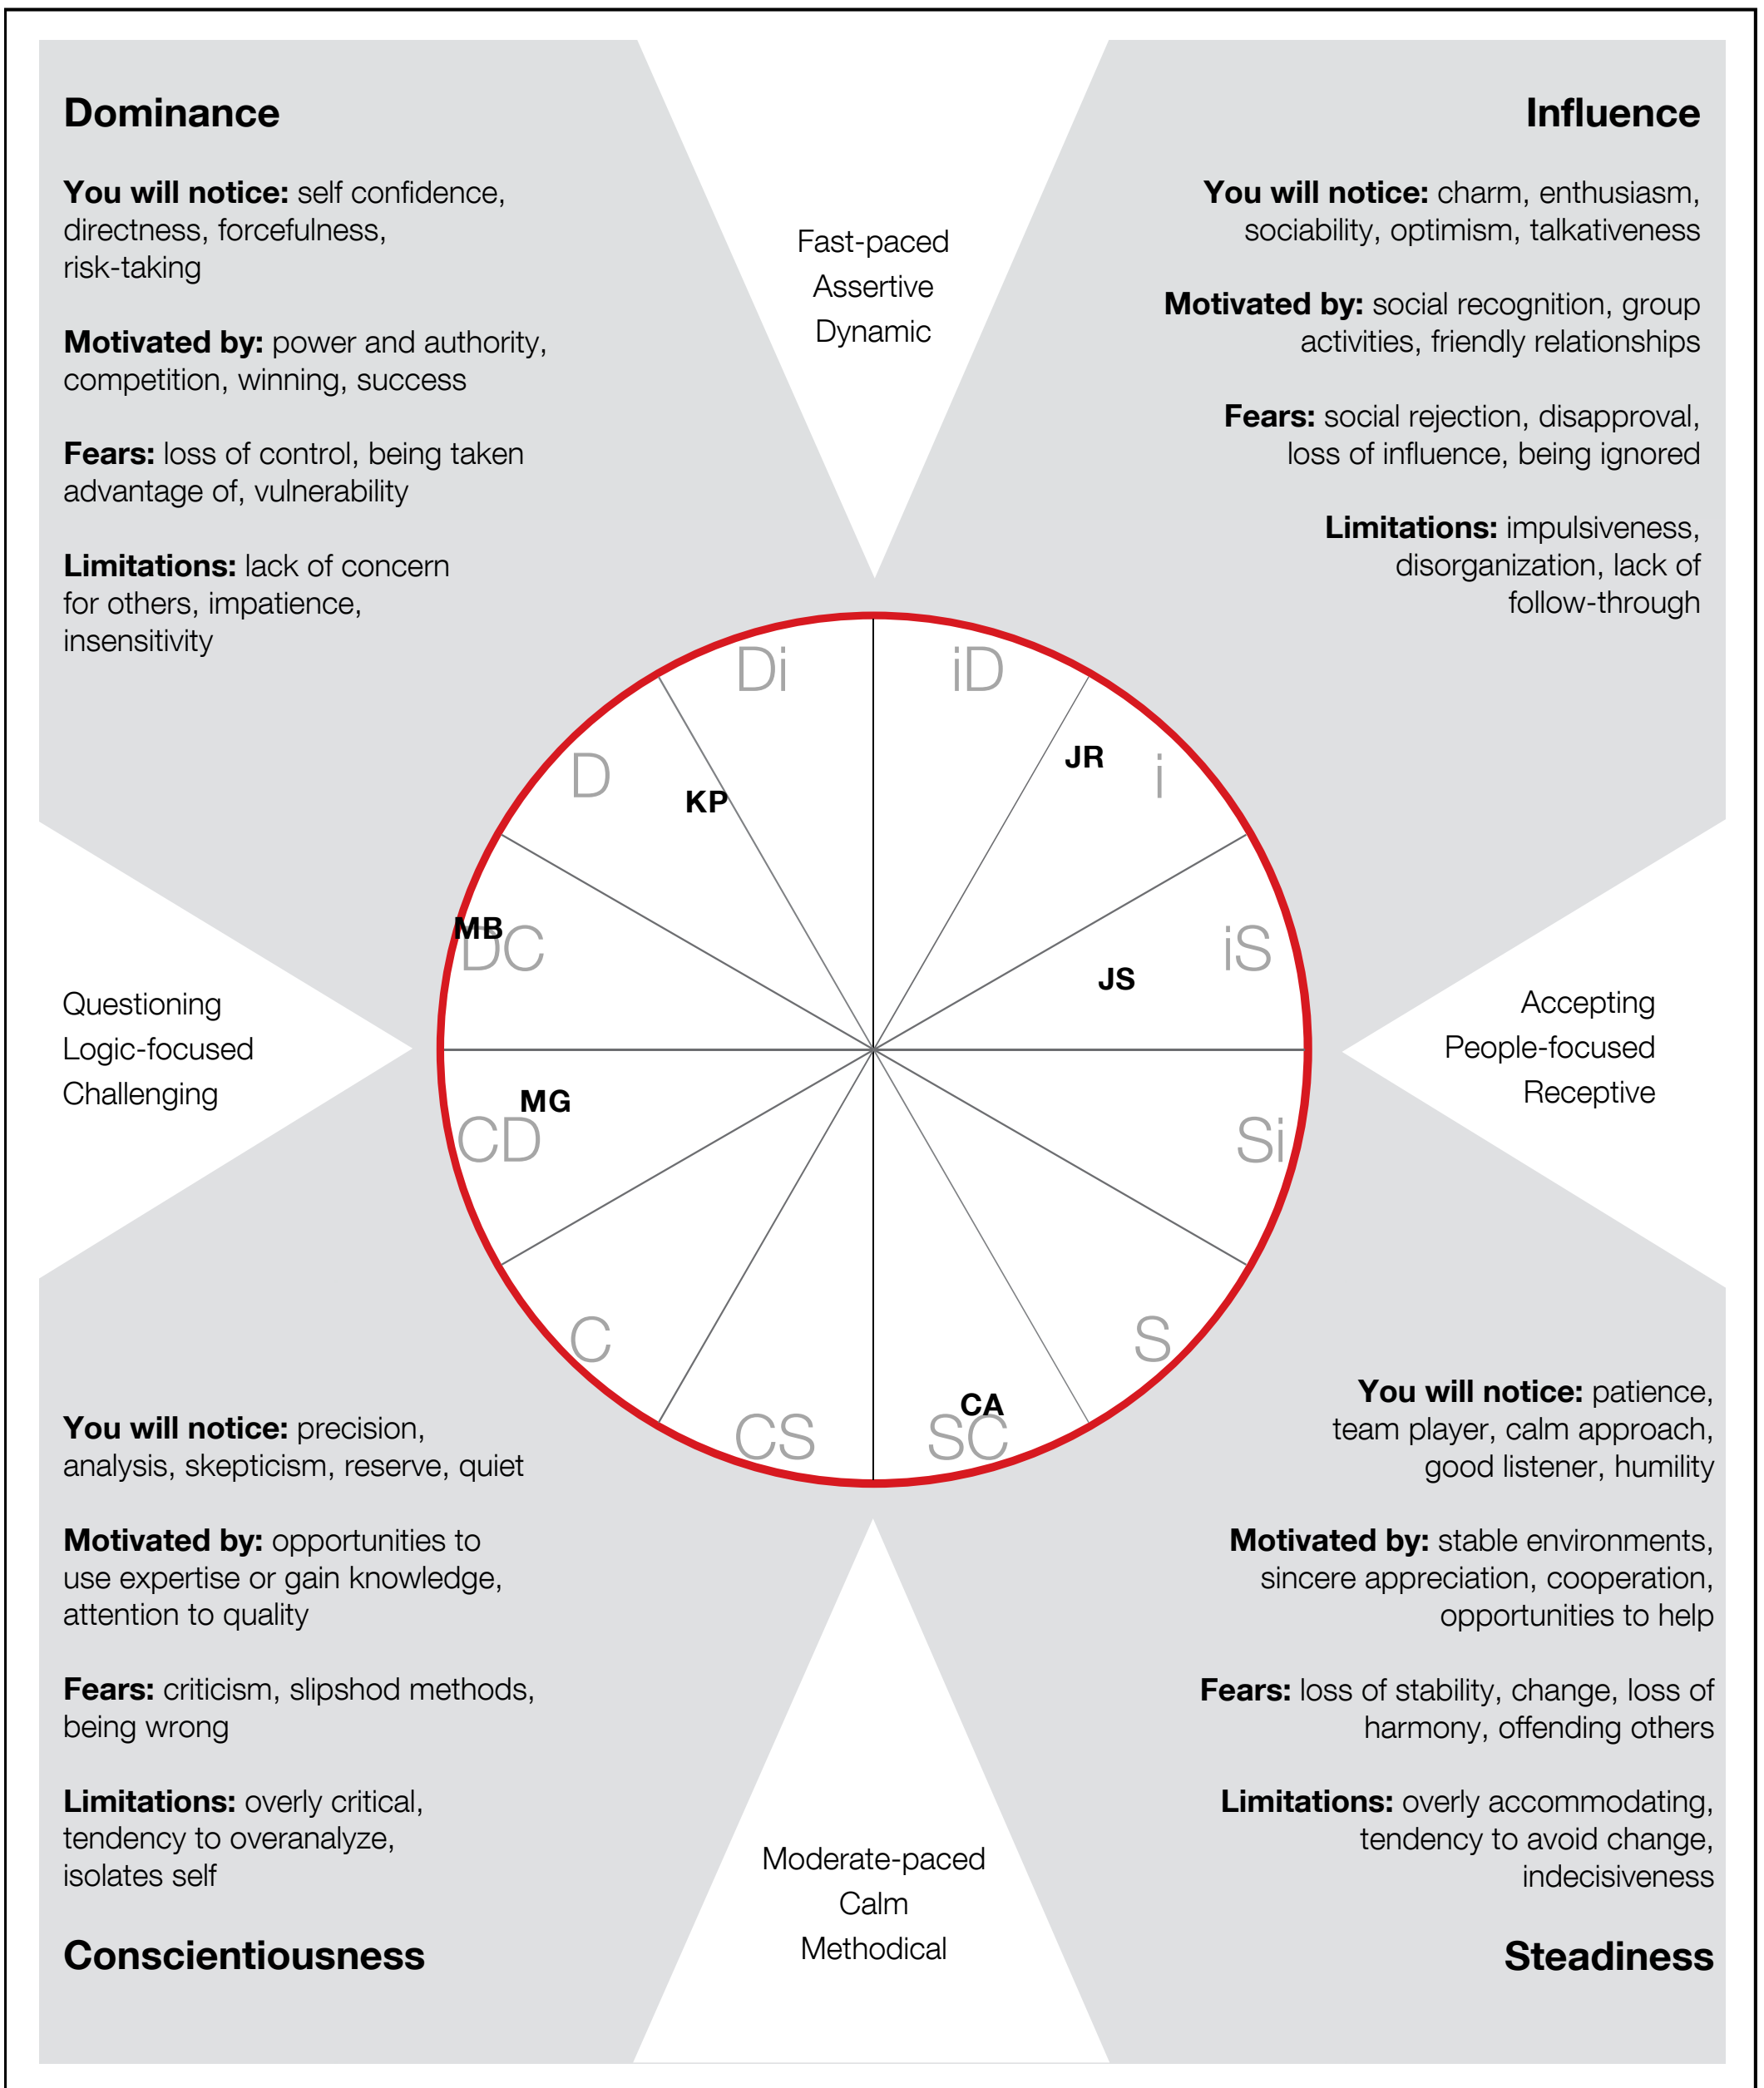 Dominance
You will notice: self confidence,
directness, forcefulness,
risk-taking
Motivated by: power and authority,
competition, winning, success
Fears: loss of control, being taken
advantage of, vulnerability
Limitations: lack of concern
for others, impatience,
insensitivity
Fast-paced
Assertive
Dynamic
Influence
You will notice: charm, enthusiasm,
sociability, optimism, talkativeness
Motivated by: social recognition, group
activities, friendly relationships
Fears: social rejection, disapproval,
loss of influence, being ignored
Limitations: impulsiveness,
disorganization, lack of
follow-through
Di
iD
D
KP
JR
i
MB
DC
JS
iS
MG
CD
Si
C
S
CS
CA
SC
Questioning
Logic-focused
Challenging
Accepting
People-focused
Receptive
You will notice: precision,
analysis, skepticism, reserve, quiet
Motivated by: opportunities to
use expertise or gain knowledge,
attention to quality
Fears: criticism, slipshod methods,
being wrong
Limitations: overly critical,
tendency to overanalyze,
isolates self
Conscientiousness
Moderate-paced
Calm
Methodical
You will notice: patience,
team player, calm approach,
good listener, humility
Motivated by: stable environments,
sincere appreciation, cooperation,
opportunities to help
Fears: loss of stability, change, loss of
harmony, offending others
Limitations: overly accommodating,
tendency to avoid change,
indecisiveness
Steadiness